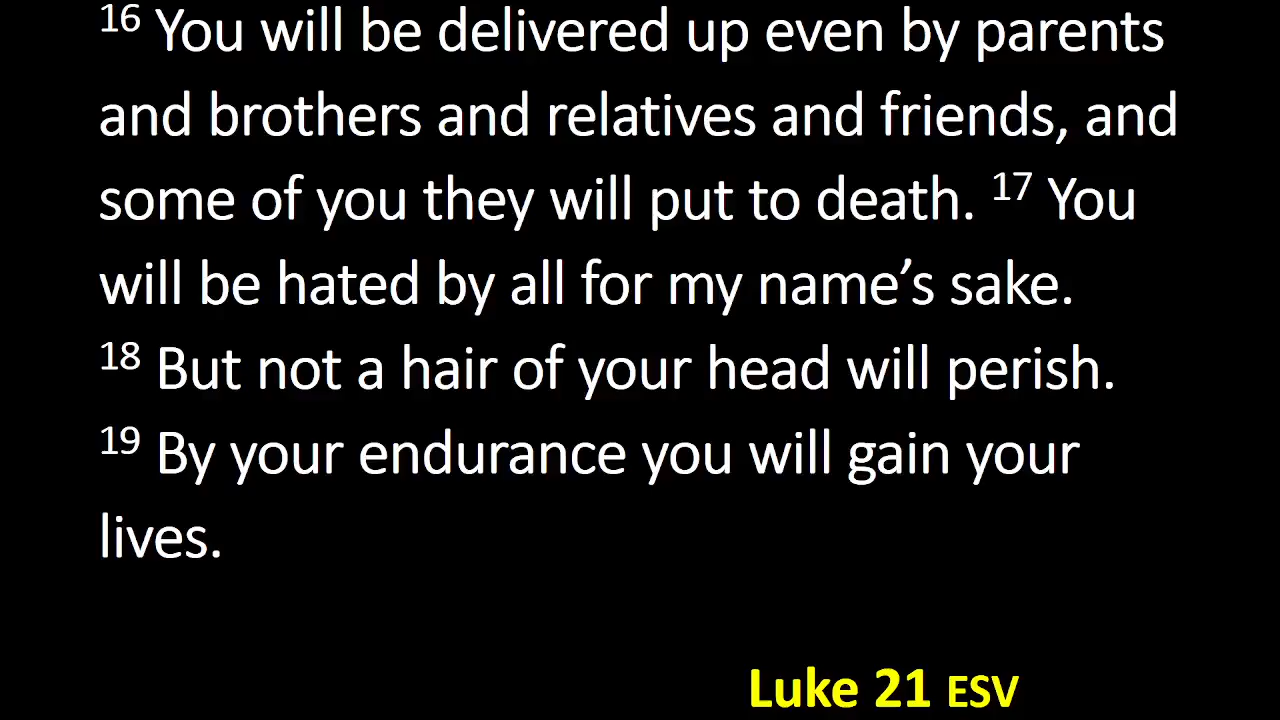 16 You will be delivered up even by parents
and brothers and relatives and friends, and
some of you they will put to death. 17 You
will be hated by all for my name’s sake.
18 But not a hair of your head will perish.
19 By your endurance you will gain your
lives.
Luke 21 ESV